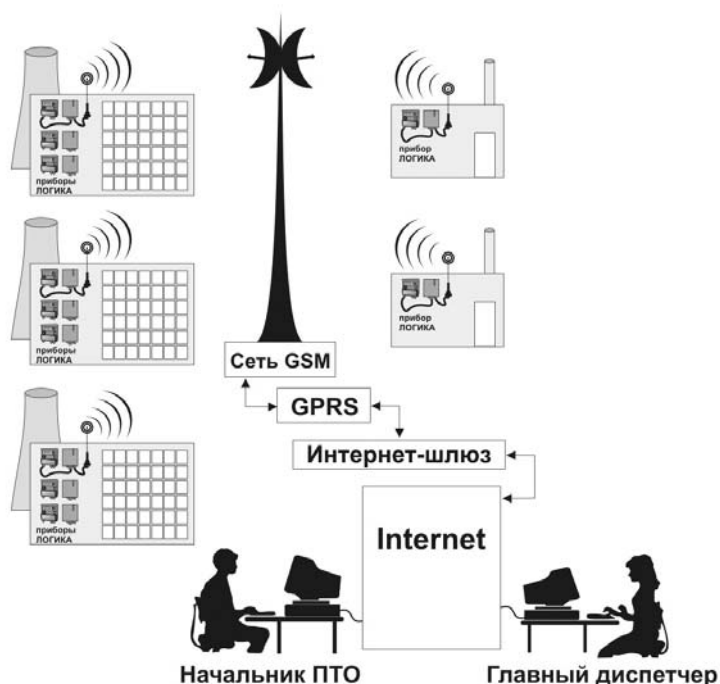 приборы
ЛОГИКА
прибор
ЛОГИКА
приборы
ЛОГИКА
прибор
ЛОГИКА
Сеть GSM
GPRS
Интернет-шлюз
приборы
ЛОГИКА
Internet
Начальник ПТО
Главный диспетчер